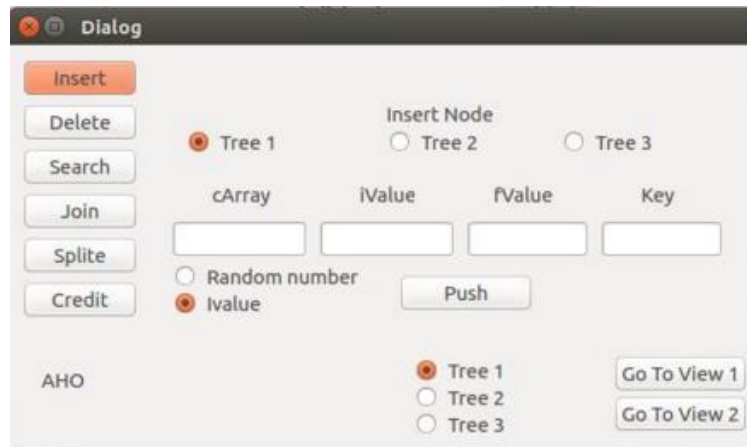 Dialog
Insert
Delete
Search
Join
Splite
Credit
Insert Node
Tree 1
Tree 2
Tree 3
cArray
iValue
fValue
Key
Random number
Ivalue
Push
AHO
Tree 1
Tree 2
Tree 3
Go To View 1
Go To View 2